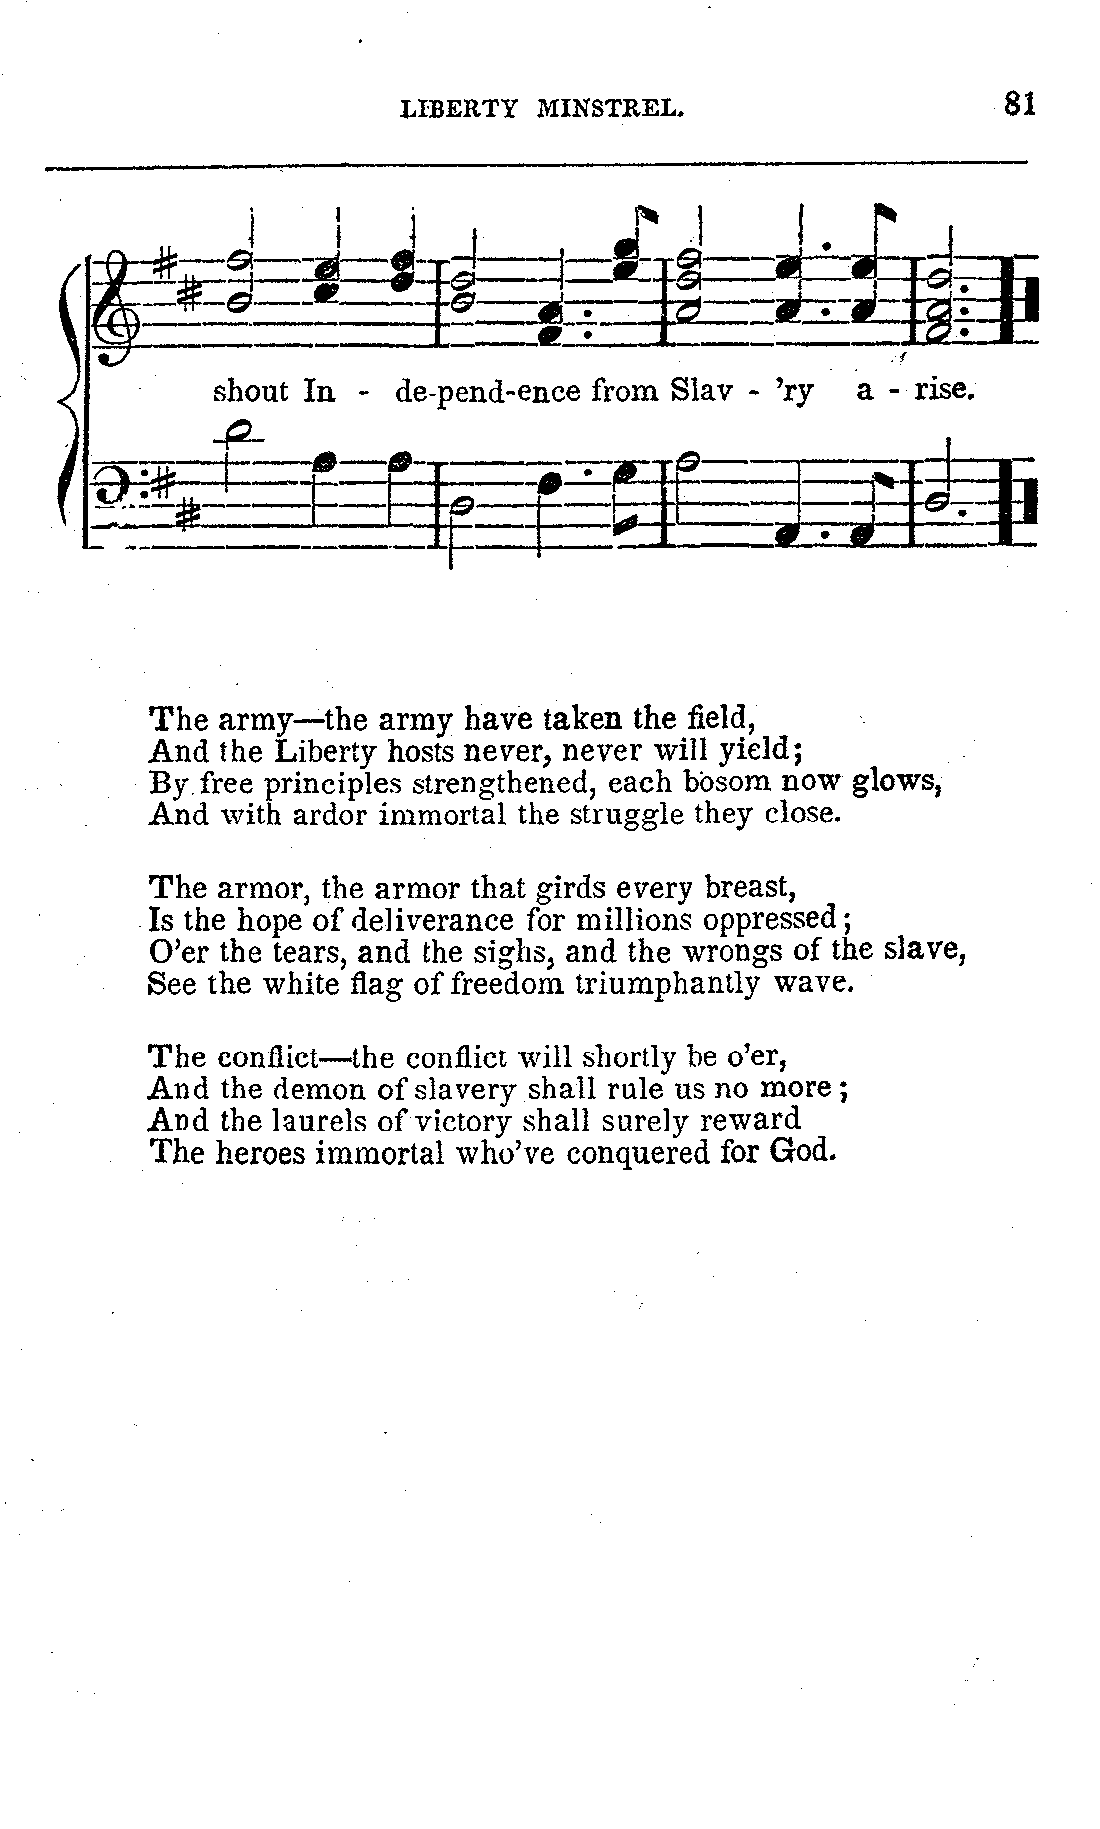 LIBERTY MINSTREL. 81
shout In - de-pend-ence from Slav - 'ry a - rise.
The army—the army have taken the field,
And the Liberty hosts never, never will yield;
By free principles strengthened, each bosom now glows,
And with ardor immortal the struggle they close.
The armor, the armor that girds every breast,
Is the hope of deliverance for millions oppressed;
O'er the tears, and the sighs, and the wrongs of the slave,
See the white flag of freedom triumphantly wave.
The conflict—the conflict will shortly be o'er,
And the demon of slavery shall rule us no more;
And the laurels of victory shall surely reward
The heroes immortal who've conquered for God.